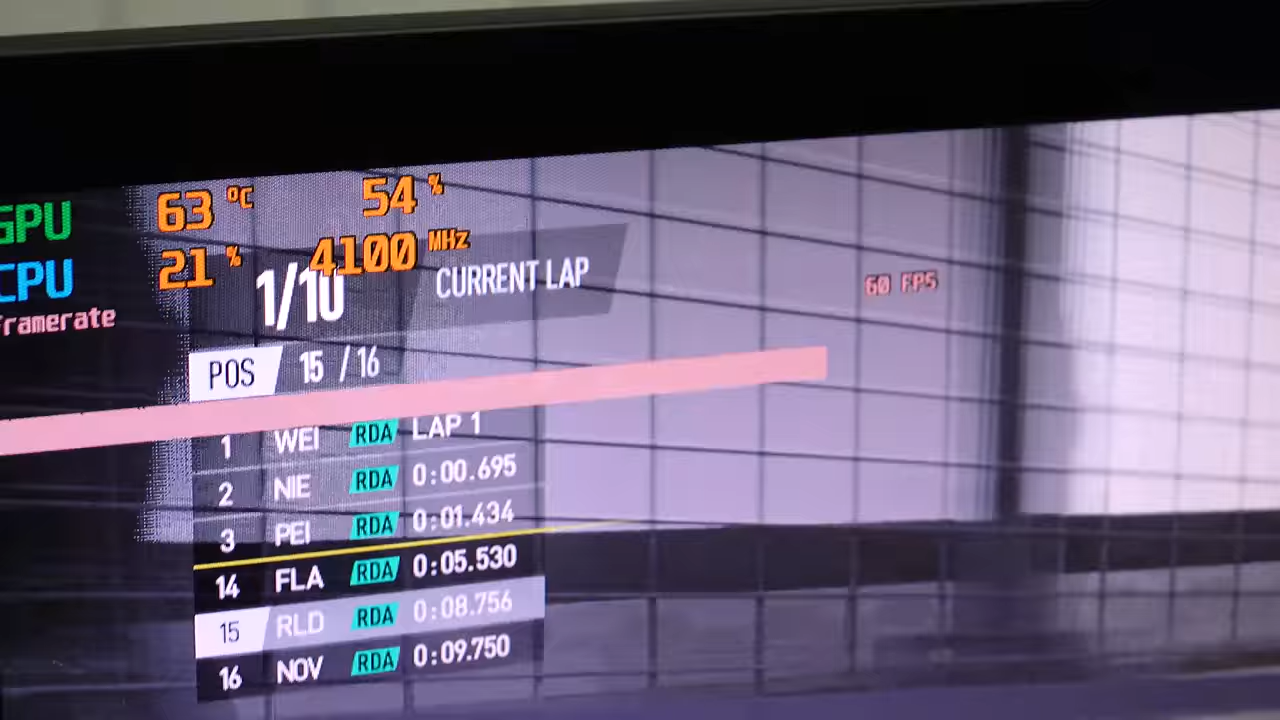 GPU 63 °C 54 %
CPU 21 % 4100 MHz
1/10 CURRENT LAP
Framerate 60 FPS
POS 15 / 16
1 WEI RDA LAP 1
2 NIE RDA 0:00.695
3 PEI RDA 0:01.434
14 FLA RDA 0:05.530
15 RLD RDA 0:08.756
16 NOV RDA 0:09.750